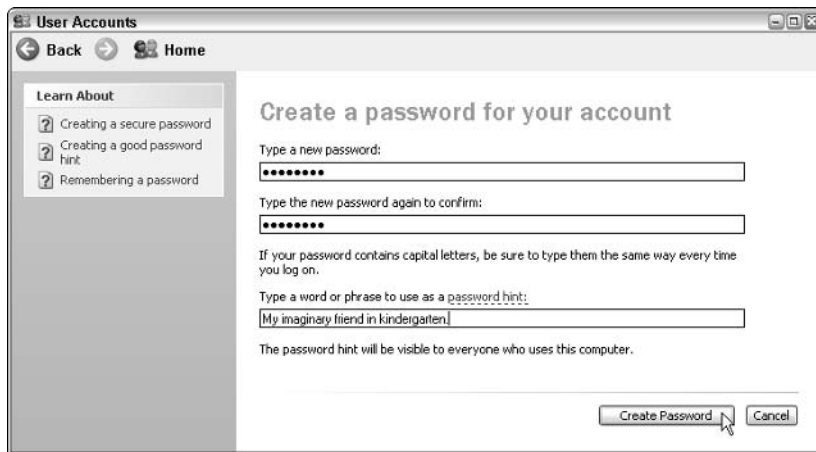 User Accounts
Back
Home
Learn About
Creating a secure password
Creating a good password
hint
Remembering a password
Create a password for your account
Type a new password:
••••••••
Type the new password again to confirm:
••••••••
If your password contains capital letters, be sure to type them the same way every time
you log on.
Type a word or phrase to use as a password hint:
My imaginary friend in kindergarten.
The password hint will be visible to everyone who uses this computer.
Create Password
Cancel